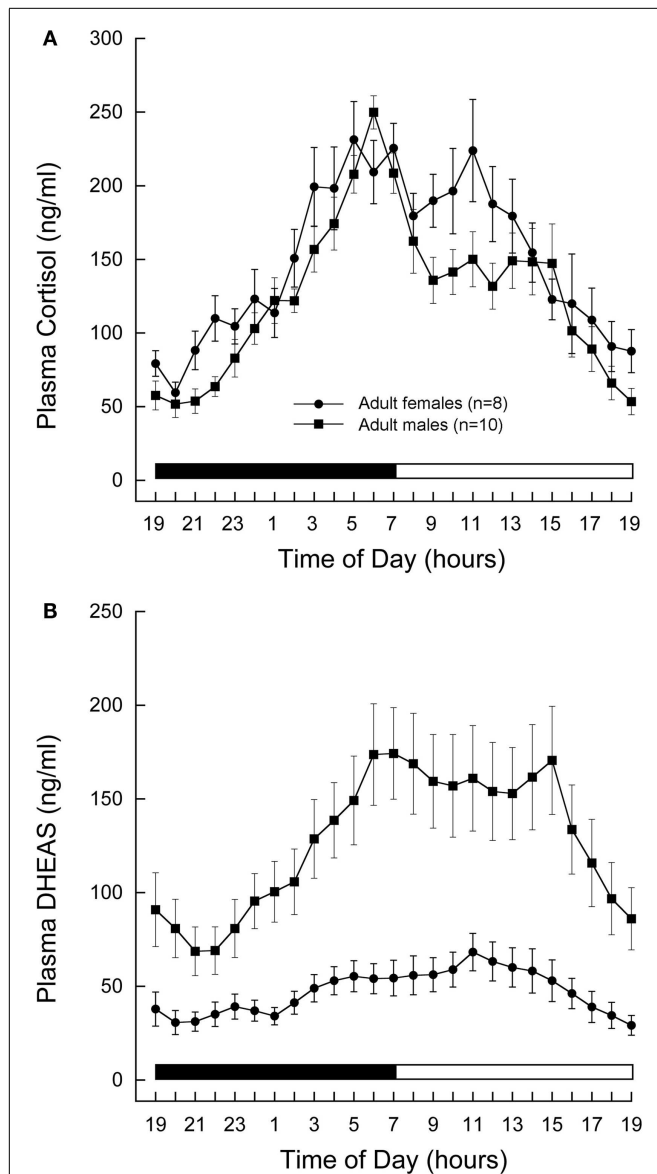 A
300
250
200
150
100
50
0
Plasma Cortisol (ng/ml)
Adult females (n=8)
Adult males (n=10)
19 21 23 1 3 5 7 9 11 13 15 17 19
Time of Day (hours)
B
250
200
150
100
50
0
Plasma DHEAS (ng/ml)
19 21 23 1 3 5 7 9 11 13 15 17 19
Time of Day (hours)